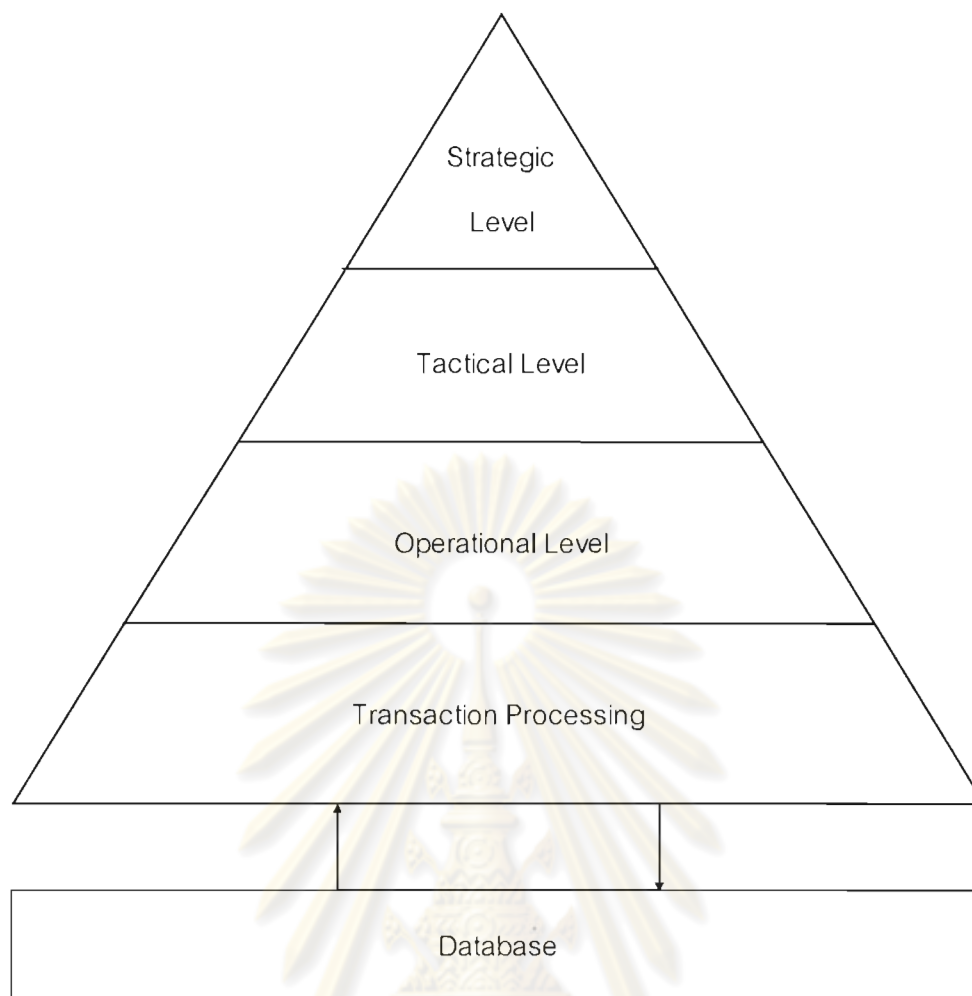 Strategic
Level
Tactical Level
Operational Level
Transaction Processing
Database